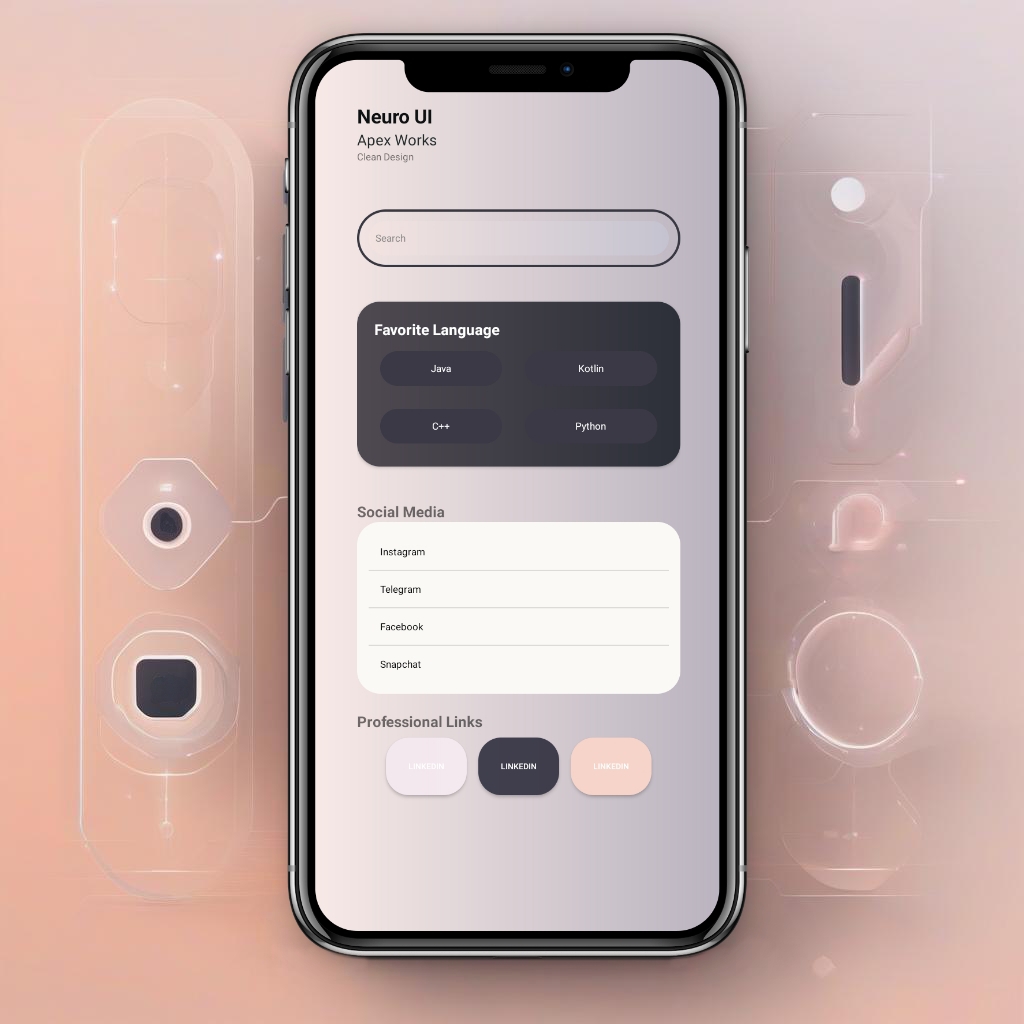 Neuro UI
Apex Works
Clean Design
Search
Favorite Language
Java Kotlin
C++ Python
Social Media
Instagram
Telegram
Facebook
Snapchat
Professional Links
LINKEDIN LINKEDIN LINKEDIN